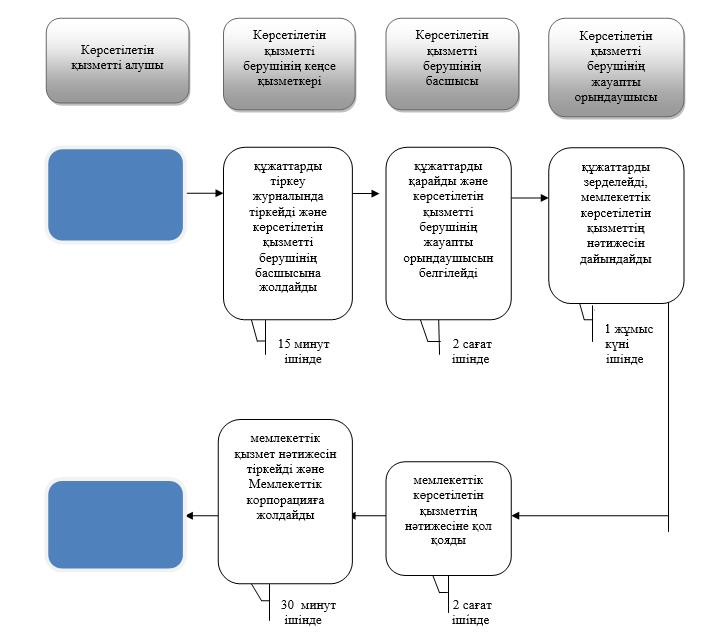 Көрсетілетін
қызметті алушы
Көрсетілетін
қызметті
берушінің кеңсе
қызметкері
Көрсетілетін
қызметті
берушінің
басшысы
Көрсетілетін
қызметті
берушінің
жауапты
орындаушысы
құжаттарды
тіркеу
журналында
тіркейді және
көрсетілетін
қызметті
берушінің
басшысына
жолдайды
құжаттарды
қарайды және
көрсетілетін
қызметті
берушінің
жауапты
орындаушысын
белгілейді
құжаттарды
зерделейді,
мемлекеттік
көрсетілетін
қызметтің
нәтижесін
дайындайды
15 минут
ішінде
2 сағат
ішінде
1 жұмыс
күні
ішінде
мемлекеттік
қызмет нәтижесін
тіркейді және
Мемлекеттік
корпорацияға
жолдайды
мемлекеттік
көрсетілетін
қызметтің
нәтижесіне қол
қояды
30 минут
ішінде
2 сағат
ішінде